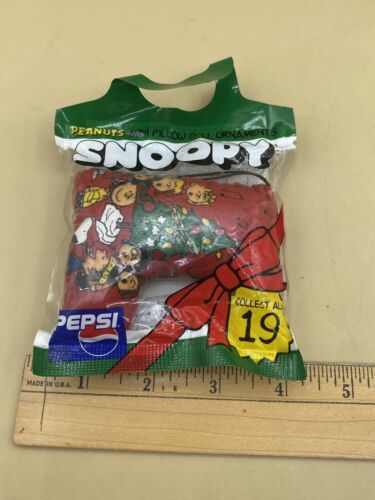 PEANUTS MINI PILLOW DOLL ORNAMENTS
SNOOPY
PEPSI
COLLECT ALL
19
MADE IN U.S.A.
1 2 3 4 5